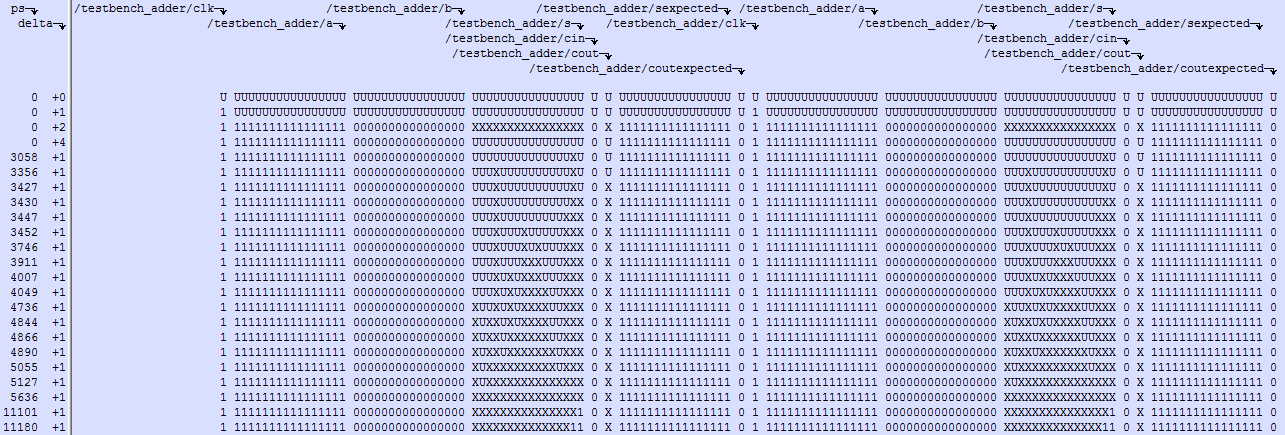 ps /testbench_adder/clk /testbench_adder/b /testbench_adder/sexpected /testbench_adder/a /testbench_adder/s
delta /testbench_adder/a /testbench_adder/s /testbench_adder/clk /testbench_adder/b /testbench_adder/sexpected
/testbench_adder/cin /testbench_adder/cin
/testbench_adder/cout /testbench_adder/cout
/testbench_adder/coutexpected /testbench_adder/coutexpected
0 +0 U UUUUUUUUUUUUUUUU UUUUUUUUUUUUUUUU UUUUUUUUUUUUUUUU U U UUUUUUUUUUUUUUUU U U UUUUUUUUUUUUUUUU UUUUUUUUUUUUUUUU UUUUUUUUUUUUUUUU U U UUUUUUUUUUUUUUUU U
0 +1 1 UUUUUUUUUUUUUUUU UUUUUUUUUUUUUUUU UUUUUUUUUUUUUUUU U U UUUUUUUUUUUUUUUU U 1 UUUUUUUUUUUUUUUU UUUUUUUUUUUUUUUU UUUUUUUUUUUUUUUU U U UUUUUUUUUUUUUUUU U
0 +2 1 1111111111111111 0000000000000000 XXXXXXXXXXXXXXXX 0 X 1111111111111111 0 1 1111111111111111 0000000000000000 XXXXXXXXXXXXXXXX 0 X 1111111111111111 0
0 +4 1 1111111111111111 0000000000000000 UUUUUUUUUUUUUUUU 0 U 1111111111111111 0 1 1111111111111111 0000000000000000 UUUUUUUUUUUUUUUU 0 U 1111111111111111 0
3058 +1 1 1111111111111111 0000000000000000 UUUUUUUUUUUUUUXU 0 U 1111111111111111 0 1 1111111111111111 0000000000000000 UUUUUUUUUUUUUUXU 0 U 1111111111111111 0
3356 +1 1 1111111111111111 0000000000000000 UUUXUUUUUUUUUUXU 0 U 1111111111111111 0 1 1111111111111111 0000000000000000 UUUXUUUUUUUUUUXU 0 U 1111111111111111 0
3427 +1 1 1111111111111111 0000000000000000 UUUXUUUUUUUUUUXU 0 X 1111111111111111 0 1 1111111111111111 0000000000000000 UUUXUUUUUUUUUUXU 0 X 1111111111111111 0
3430 +1 1 1111111111111111 0000000000000000 UUUXUUUUUUUUUUXX 0 X 1111111111111111 0 1 1111111111111111 0000000000000000 UUUXUUUUUUUUUUXX 0 X 1111111111111111 0
3447 +1 1 1111111111111111 0000000000000000 UUUXUUUUUUUUUXXX 0 X 1111111111111111 0 1 1111111111111111 0000000000000000 UUUXUUUUUUUUUXXX 0 X 1111111111111111 0
3452 +1 1 1111111111111111 0000000000000000 UUUXUUUXUUUUUXXX 0 X 1111111111111111 0 1 1111111111111111 0000000000000000 UUUXUUUXUUUUUXXX 0 X 1111111111111111 0
3746 +1 1 1111111111111111 0000000000000000 UUUXUUUXUXUUUXXX 0 X 1111111111111111 0 1 1111111111111111 0000000000000000 UUUXUUUXUXUUUXXX 0 X 1111111111111111 0
3911 +1 1 1111111111111111 0000000000000000 UUUXUUUXXXUUUXXX 0 X 1111111111111111 0 1 1111111111111111 0000000000000000 UUUXUUUXXXUUUXXX 0 X 1111111111111111 0
4007 +1 1 1111111111111111 0000000000000000 UUUXUXUXXXUUUXXX 0 X 1111111111111111 0 1 1111111111111111 0000000000000000 UUUXUXUXXXUUUXXX 0 X 1111111111111111 0
4049 +1 1 1111111111111111 0000000000000000 UUUXUXUXXXXUUXXX 0 X 1111111111111111 0 1 1111111111111111 0000000000000000 UUUXUXUXXXXUUXXX 0 X 1111111111111111 0
4736 +1 1 1111111111111111 0000000000000000 XUUXUXUXXXXUUXXX 0 X 1111111111111111 0 1 1111111111111111 0000000000000000 XUUXUXUXXXXUUXXX 0 X 1111111111111111 0
4844 +1 1 1111111111111111 0000000000000000 XUXXUXUXXXXUUXXX 0 X 1111111111111111 0 1 1111111111111111 0000000000000000 XUXXUXUXXXXUUXXX 0 X 1111111111111111 0
4866 +1 1 1111111111111111 0000000000000000 XUXXUXXXXXXUUXXX 0 X 1111111111111111 0 1 1111111111111111 0000000000000000 XUXXUXXXXXXUUXXX 0 X 1111111111111111 0
4890 +1 1 1111111111111111 0000000000000000 XUXXUXXXXXXXUXXX 0 X 1111111111111111 0 1 1111111111111111 0000000000000000 XUXXUXXXXXXXUXXX 0 X 1111111111111111 0
5055 +1 1 1111111111111111 0000000000000000 XUXXXXXXXXXXUXXX 0 X 1111111111111111 0 1 1111111111111111 0000000000000000 XUXXXXXXXXXXUXXX 0 X 1111111111111111 0
5127 +1 1 1111111111111111 0000000000000000 XUXXXXXXXXXXXXXX 0 X 1111111111111111 0 1 1111111111111111 0000000000000000 XUXXXXXXXXXXXXXX 0 X 1111111111111111 0
5636 +1 1 1111111111111111 0000000000000000 XXXXXXXXXXXXXXXX 0 X 1111111111111111 0 1 1111111111111111 0000000000000000 XXXXXXXXXXXXXXXX 0 X 1111111111111111 0
11101 +1 1 1111111111111111 0000000000000000 XXXXXXXXXXXXXXX1 0 X 1111111111111111 0 1 1111111111111111 0000000000000000 XXXXXXXXXXXXXXX1 0 X 1111111111111111 0
11180 +1 1 1111111111111111 0000000000000000 XXXXXXXXXXXXXX11 0 X 1111111111111111 0 1 1111111111111111 0000000000000000 XXXXXXXXXXXXXX11 0 X 1111111111111111 0